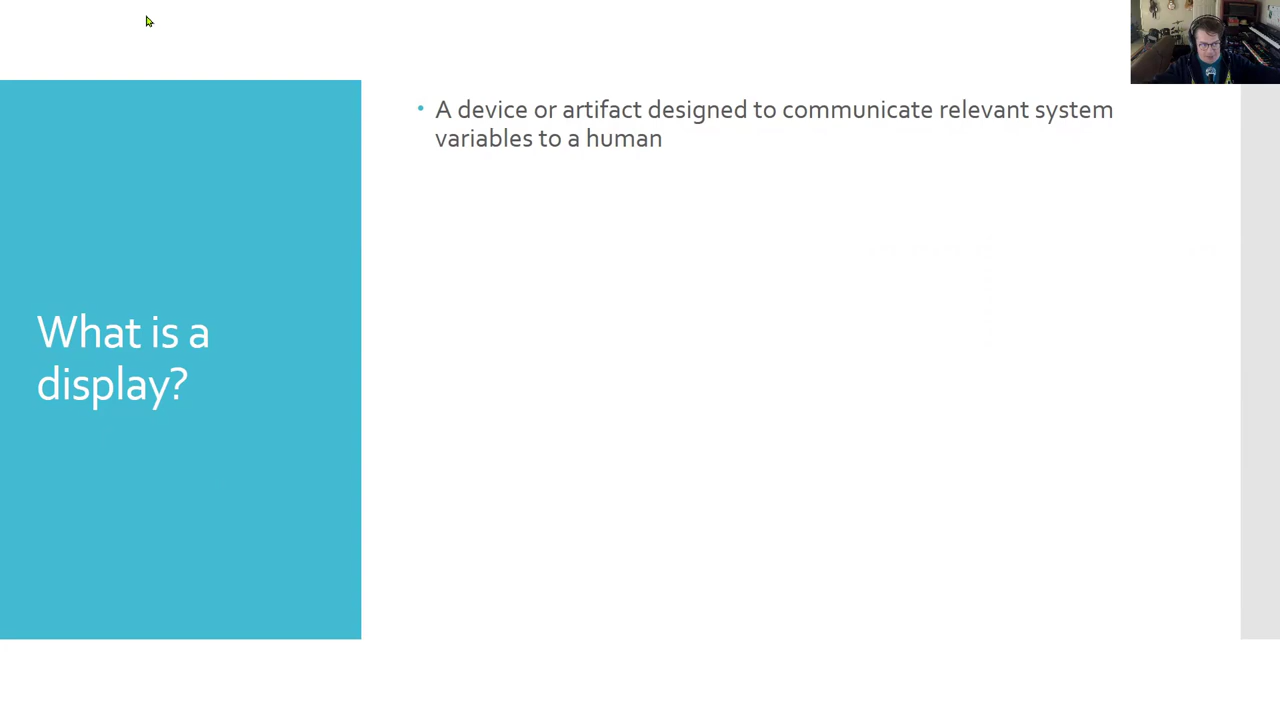 What is a
display?
A device or artifact designed to communicate relevant system
variables to a human